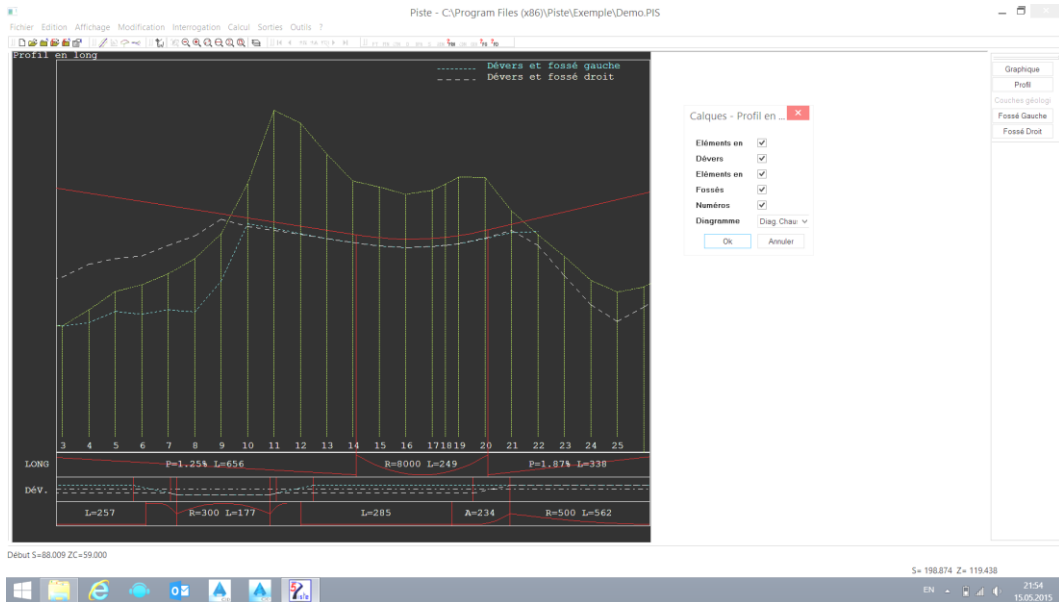 Piste - C:\Program Files (x86)\Piste\Exemple\Demo.PIS
Fichier Edition Affichage Modification Interrogation Calcul Sorties Outils ?
Profil en long
Dévers et fossé gauche
Dévers et fossé droit
Graphique
Profil
Couches géologi
Fossé Gauche
Fossé Droit
Calques - Profil en ...
Eléments en
Dévers
Eléments en
Fossés
Numéros
Diagramme Diag. Chau:
Ok Annuler
3 4 5 6 7 8 9 10 11 12 13 14 15 16 17 18 19 20 21 22 23 24 25
LONG P=1.25% L=656 R=8000 L=249 P=1.87% L=338
DéV.
L=257 R=300 L=177 L=285 A=234 R=500 L=562
Début S=88.009 ZC=59.000
S= 198.874 Z= 119.438
EN
21:54
15.05.2015